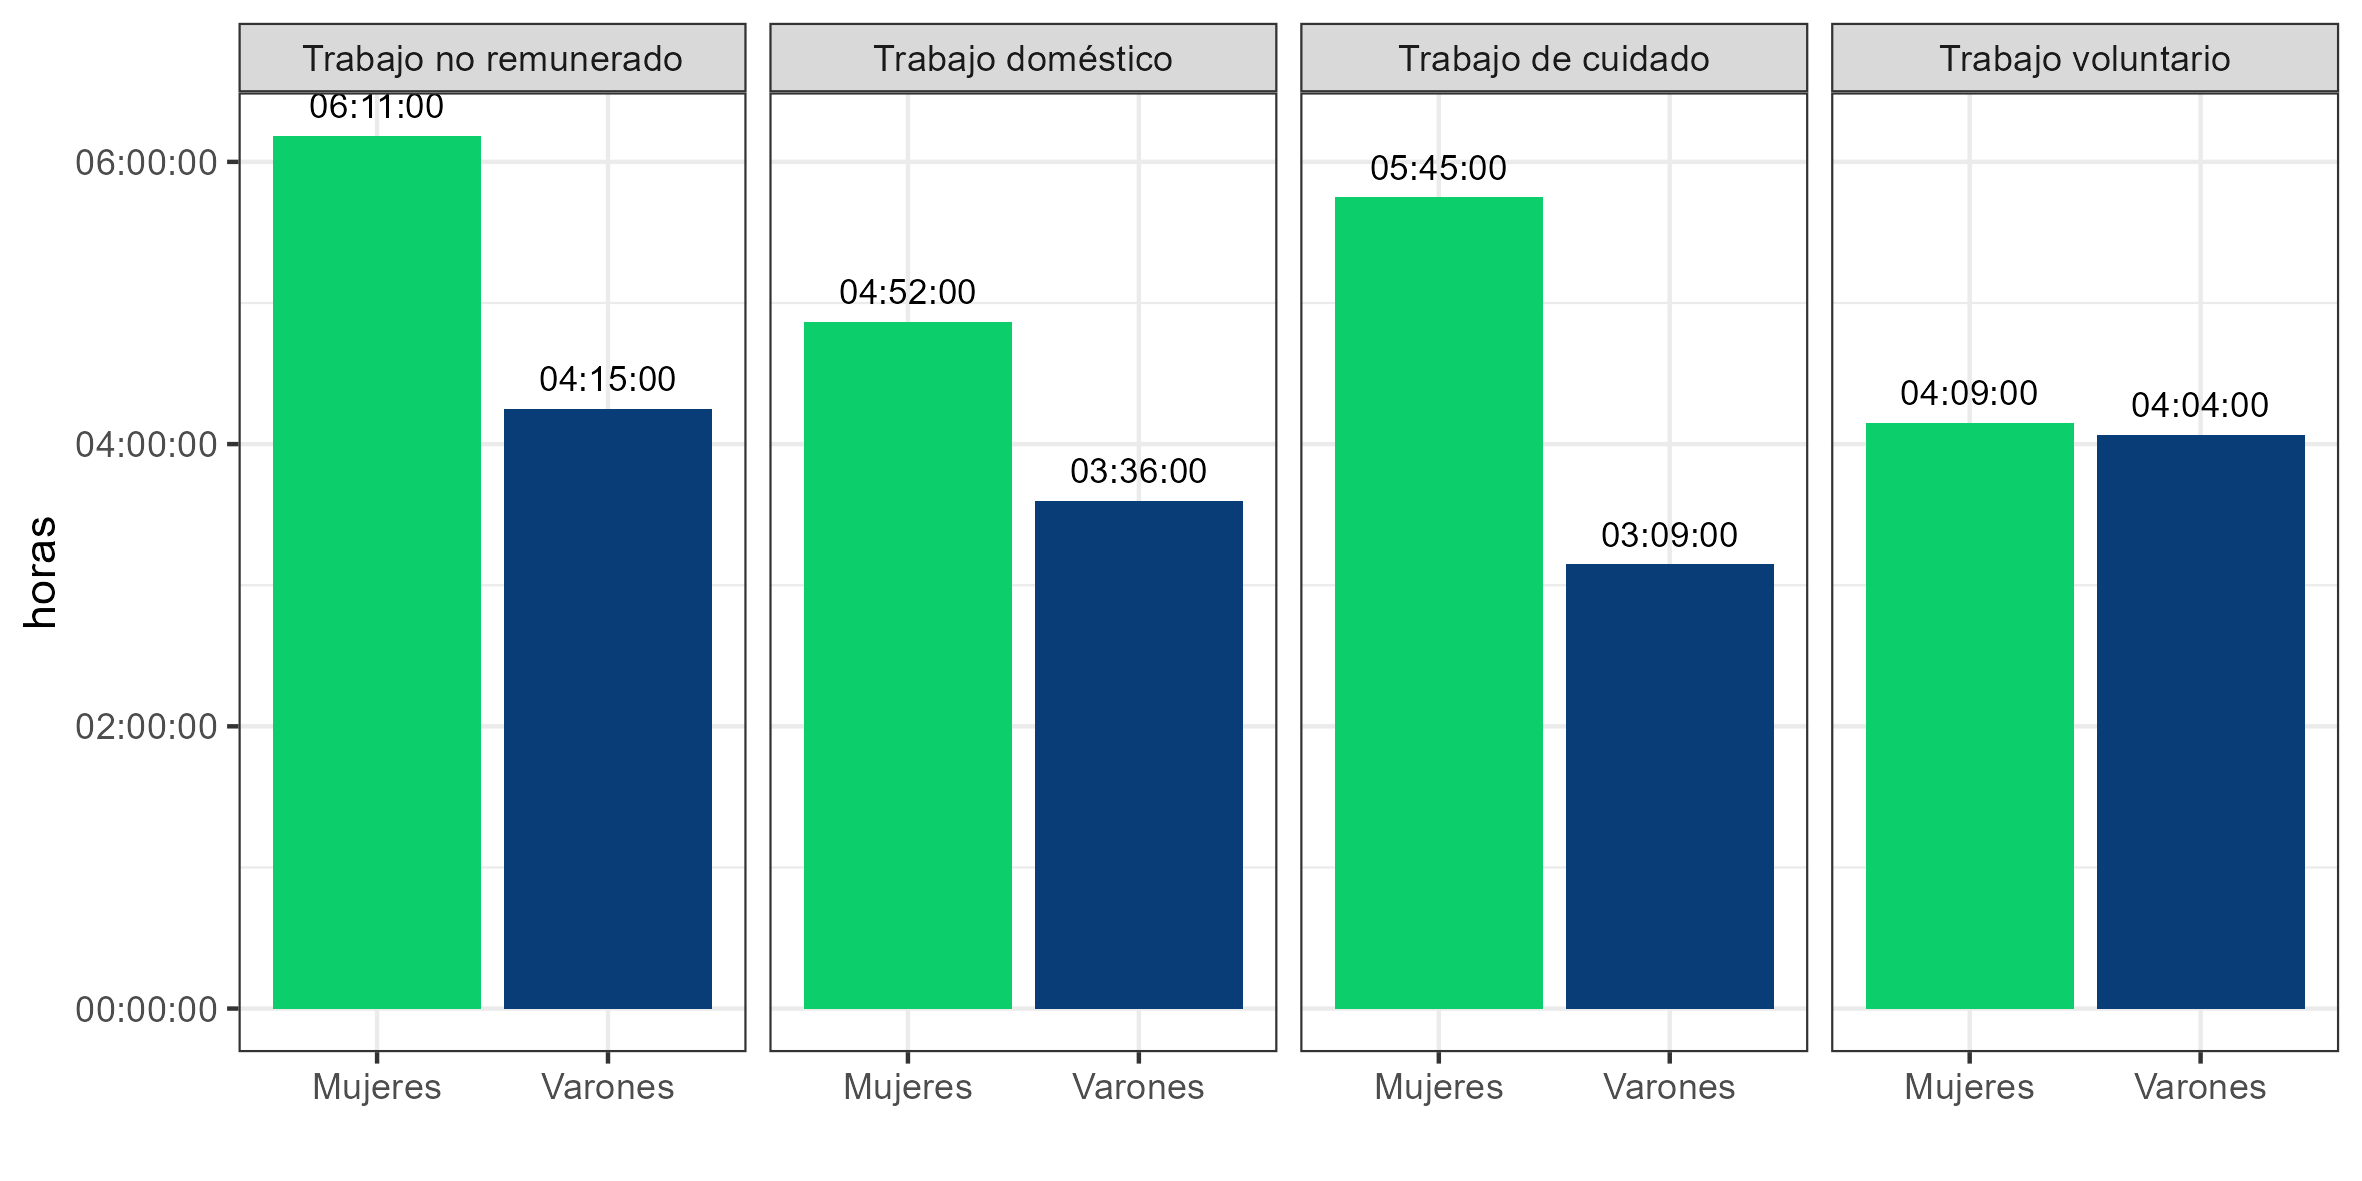 Trabajo no remunerado
Trabajo doméstico
Trabajo de cuidado
Trabajo voluntario
horas
06:00:00
04:00:00
02:00:00
00:00:00
06:11:00
04:15:00
04:52:00
03:36:00
05:45:00
03:09:00
04:09:00
04:04:00
Mujeres
Varones
Mujeres
Varones
Mujeres
Varones
Mujeres
Varones